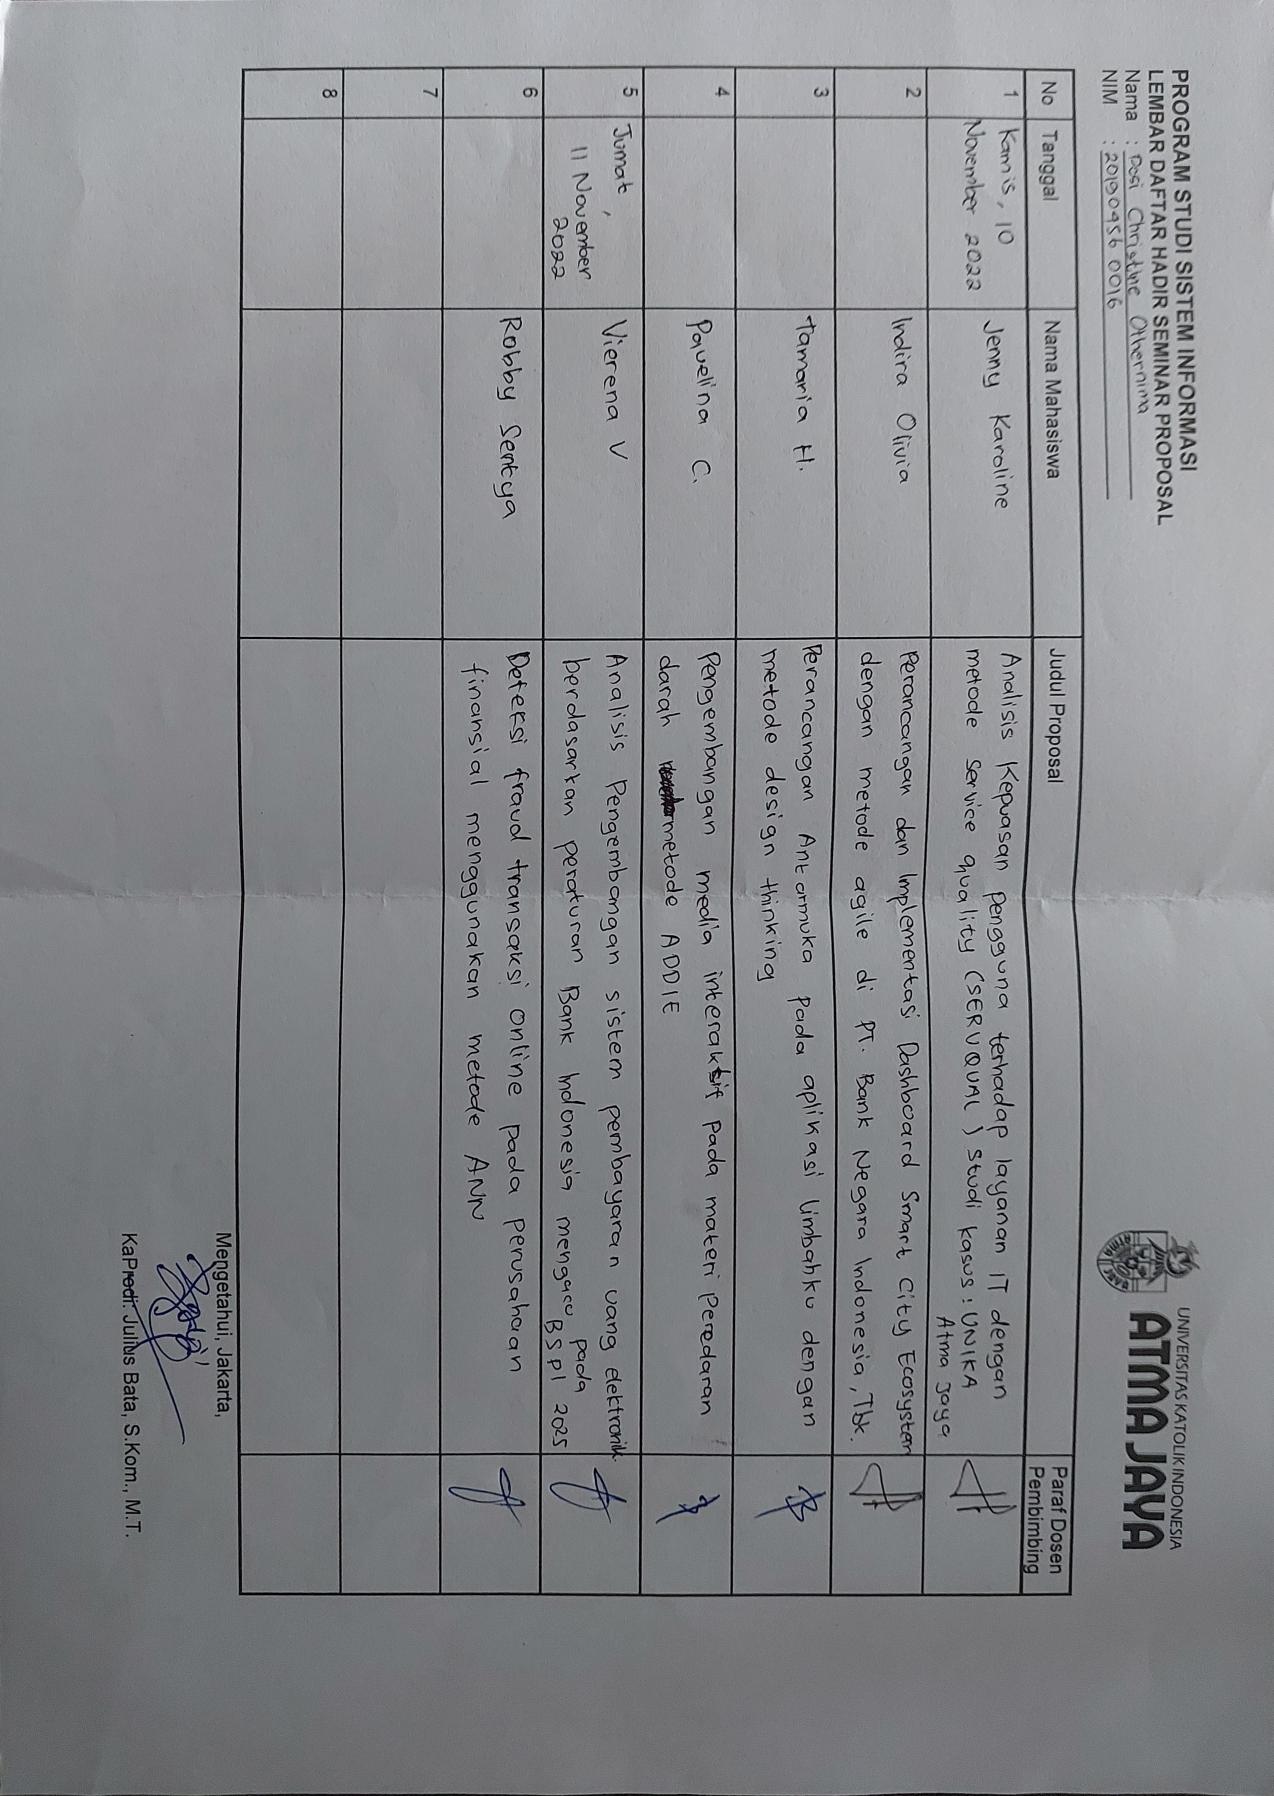 PROGRAM STUDI SISTEM INFORMASI
LEMBAR DAFTAR HADIR SEMINAR PROPOSAL
Nama : Desi Christine Othernima
NIM : 20190456 0016
UNIVERSITAS KATOLIK INDONESIA
ATMA JAYA
No Tanggal Nama Mahasiswa Judul Proposal Paraf Dosen
Pembimbing
1 Kamis, 10 Jenny Karoline Analisis Kepuasan pengguna terhadap layanan IT dengan
November 2022 metode service quality (SERVQUAL) Studi kasus : UNIKA
Atma Jaya
2 Indira Olivia Perancangan dan Implementasi Dashboard Smart City Ecosystem
dengan metode agile di PT. Bank Negara Indonesia, Tbk.
3 Tamaria H. Perancangan Antarmuka pada aplikasi limbahku dengan
metode design thinking
4 Pauelina C. Pengembangan media interaktif pada materi Peredaran
darah metode ADDIE
5 Jumat, Vierena V Analisis Pengembangan sistem pembayaran uang elektronik
11 November berdasarkan peraturan Bank Indonesia mengacu pada
2022 BSPI 2025
6 Robby Sentya Deteksi fraud transaksi online pada perusahaan
finansial menggunakan metode ANN
7
8
Mengetahui, Jakarta,
KaProdi. Julius Bata, S.Kom., M.T.